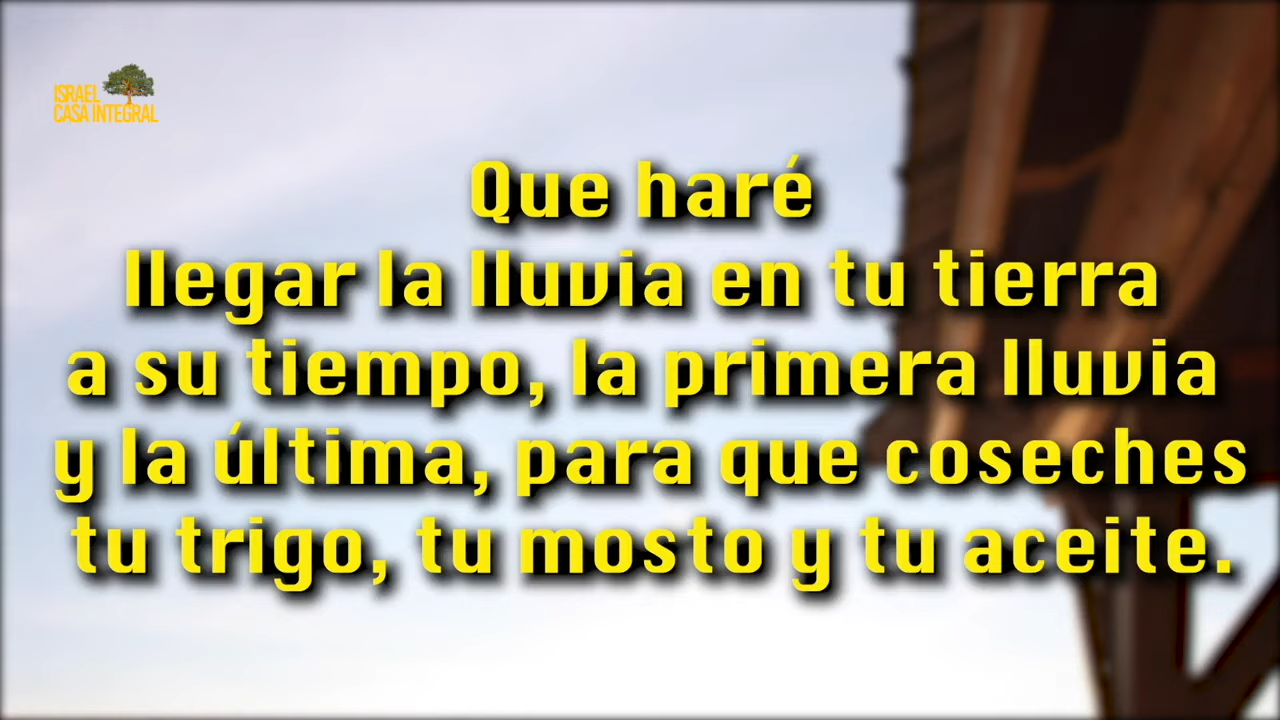 ISRAEL
CASA INTEGRAL
Que haré
llegar la lluvia en tu tierra
a su tiempo, la primera lluvia
y la última, para que coseches
tu trigo, tu mosto y tu aceite.